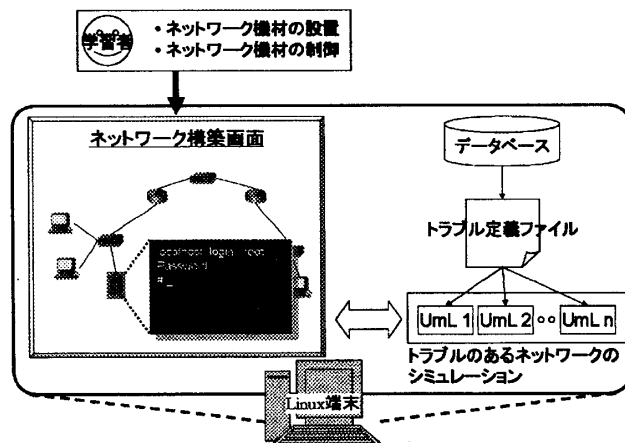 学習者
・ネットワーク機材の設置
・ネットワーク機材の制御
ネットワーク構築画面
localhost login: root
Password:
#_
データベース
トラブル定義ファイル
UmL 1
UmL 2
UmL n
トラブルのあるネットワークの
シミュレーション
Linux端末